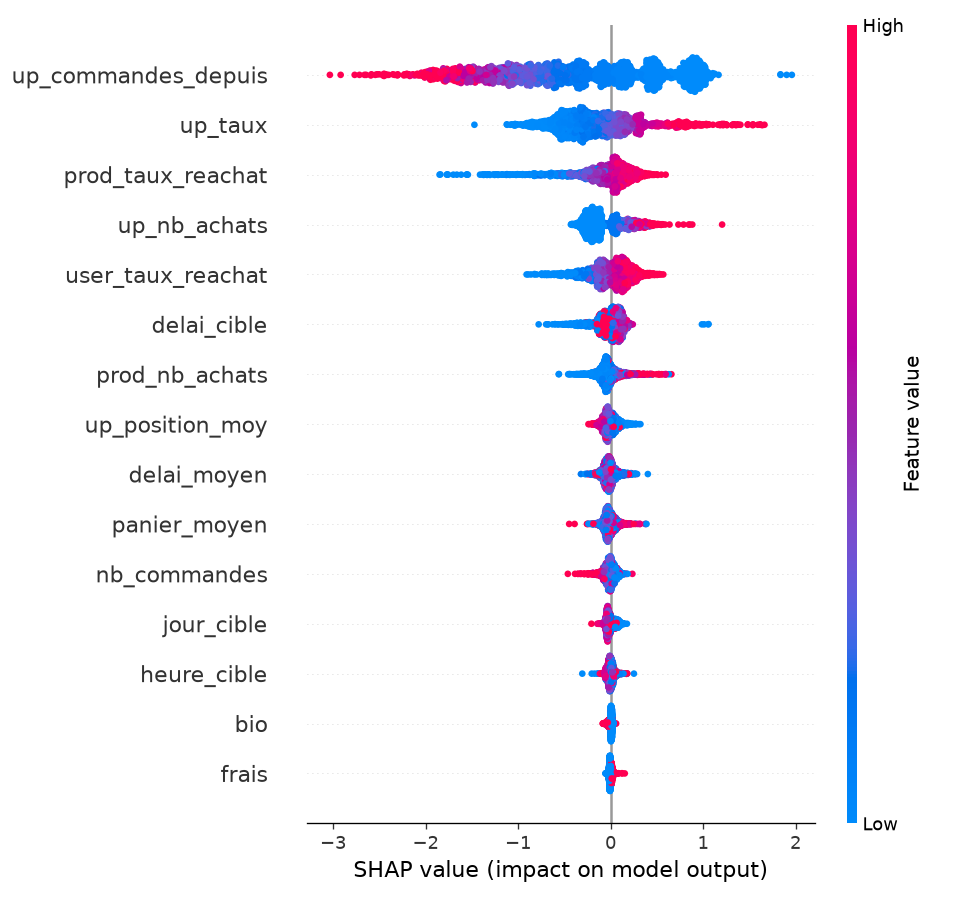 High
up_commandes_depuis
up_taux
prod_taux_reachat
up_nb_achats
user_taux_reachat
delai_cible
prod_nb_achats
up_position_moy
delai_moyen
panier_moyen
nb_commandes
jour_cible
heure_cible
bio
frais
Feature value
Low
−3 −2 −1 0 1 2
SHAP value (impact on model output)